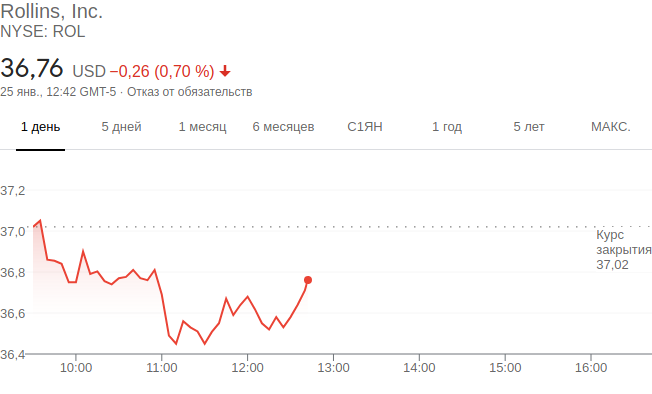 Rollins, Inc.
NYSE: ROL
36,76 USD −0,26 (0,70 %)
25 янв., 12:42 GMT-5 · Отказ от обязательств
1 день 5 дней 1 месяц 6 месяцев С1ЯН 1 год 5 лет МАКС.
37,2
37,0
Курс
закрытия
37,02
36,8
36,6
36,4
10:00 11:00 12:00 13:00 14:00 15:00 16:00